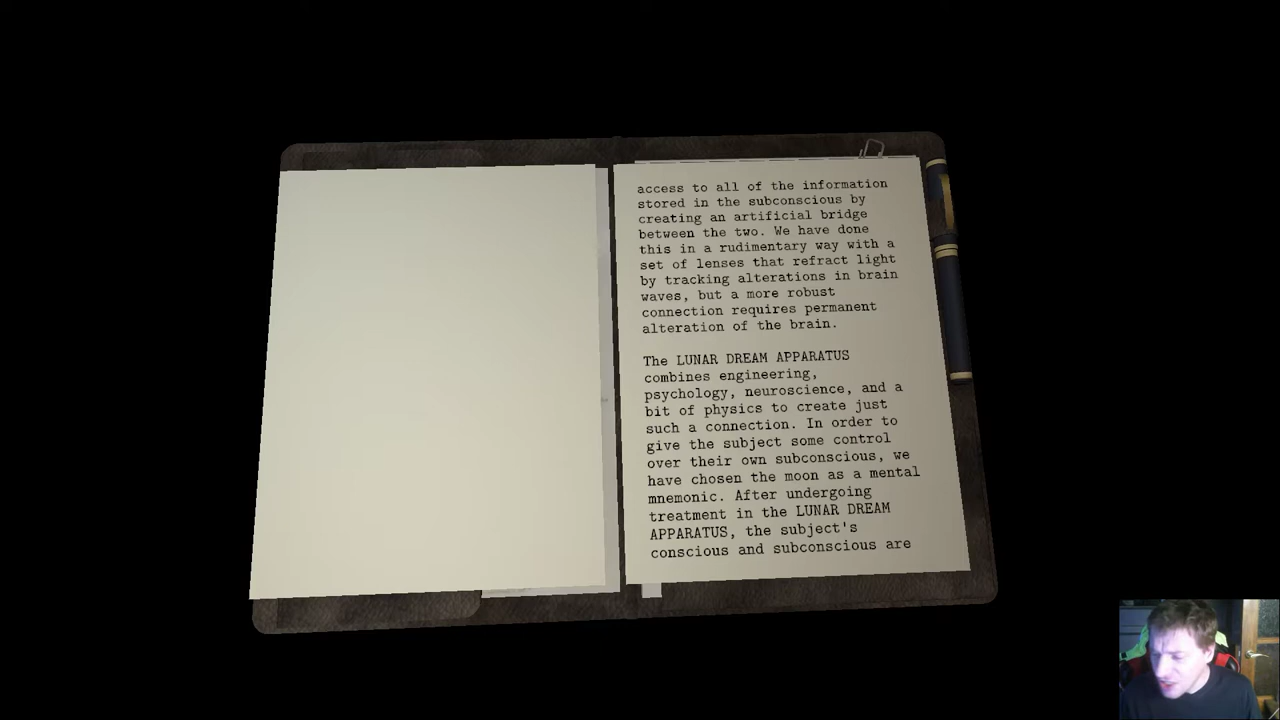 access to all of the information
stored in the subconscious by
creating an artificial bridge
between the two. We have done
this in a rudimentary way with a
set of lenses that refract light
by tracking alterations in brain
waves, but a more robust
connection requires permanent
alteration of the brain.
The LUNAR DREAM APPARATUS
combines engineering,
psychology, neuroscience, and a
bit of physics to create just
such a connection. In order to
give the subject some control
over their own subconscious, we
have chosen the moon as a mental
mnemonic. After undergoing
treatment in the LUNAR DREAM
APPARATUS, the subject's
conscious and subconscious are